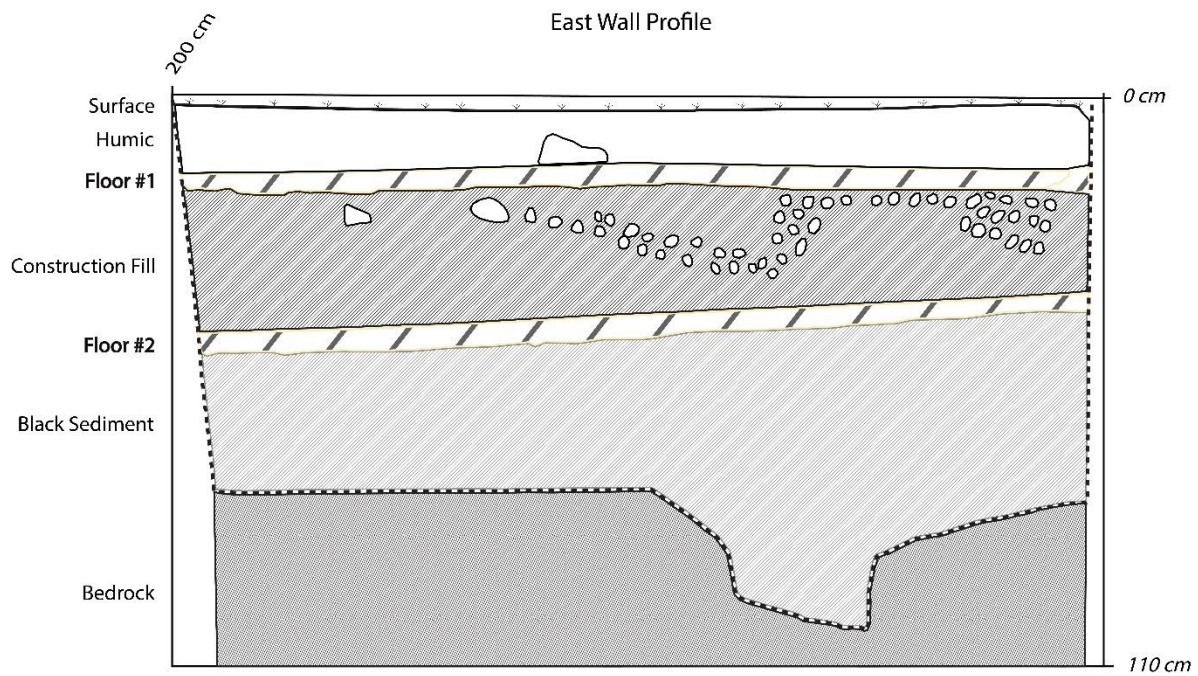 East Wall Profile
200 cm
0 cm
Surface
Humic
Floor #1
Construction Fill
Floor #2
Black Sediment
Bedrock
110 cm